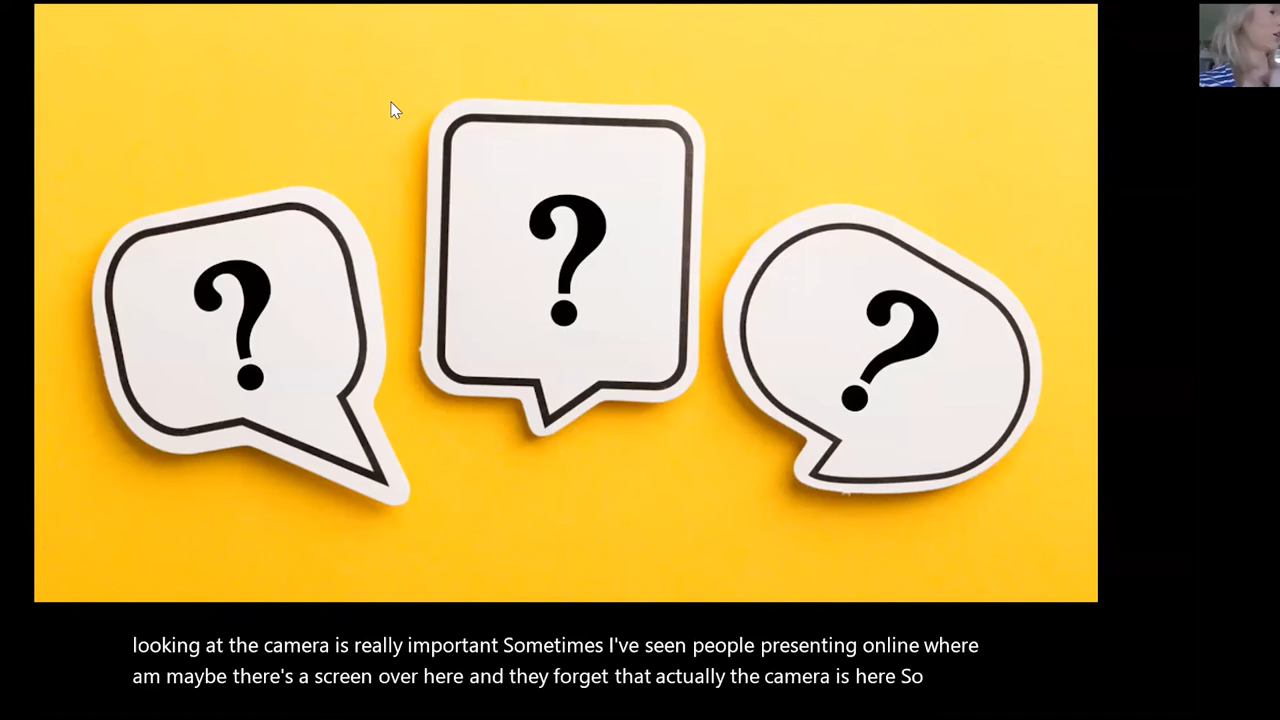 ?
?
?
looking at the camera is really important Sometimes I've seen people presenting online where
am maybe there's a screen over here and they forget that actually the camera is here So